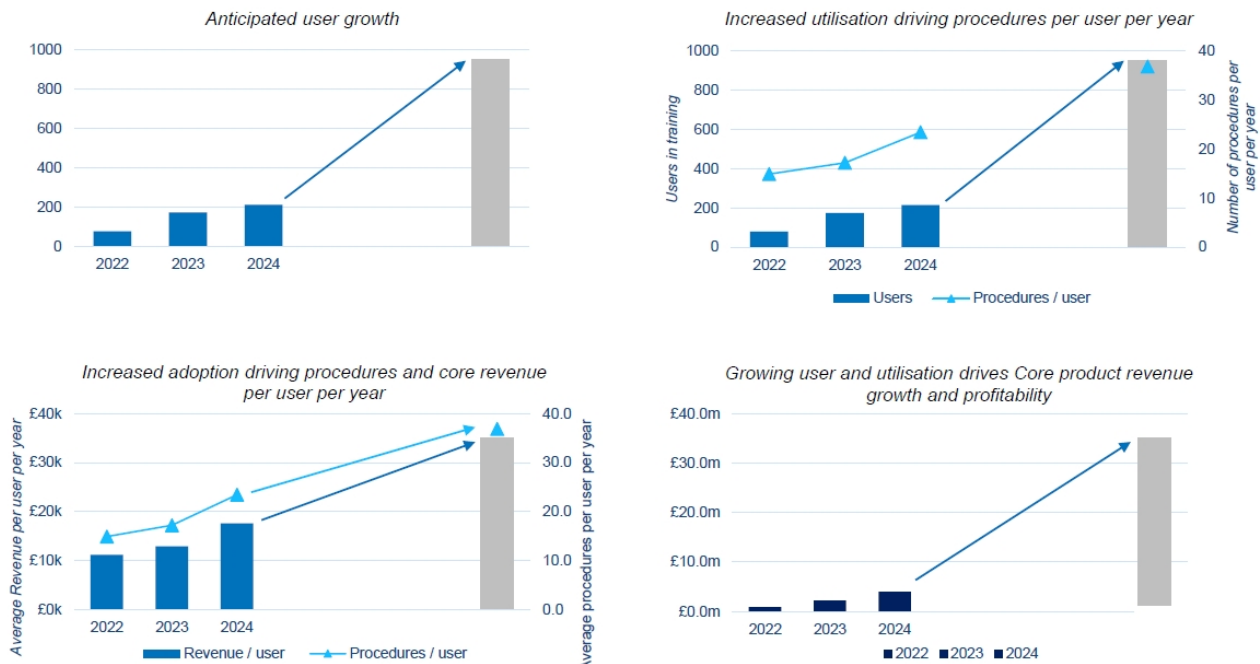 Anticipated user growth
1000
800
600
400
200
0
2022 2023 2024
Increased utilisation driving procedures per user per year
Users in training
1000
800
600
400
200
0
40
30
20
10
0
Number of procedures per
user per year
2022 2023 2024
Users Procedures / user
Increased adoption driving procedures and core revenue
per user per year
Average Revenue per user per year
£40k
£30k
£20k
£10k
£0k
40.0
30.0
20.0
10.0
0.0
Average procedures per user per year
2022 2023 2024
Revenue / user Procedures / user
Growing user and utilisation drives Core product revenue
growth and profitability
£40.0m
£30.0m
£20.0m
£10.0m
£0.0m
2022 2023 2024
2022 2023 2024